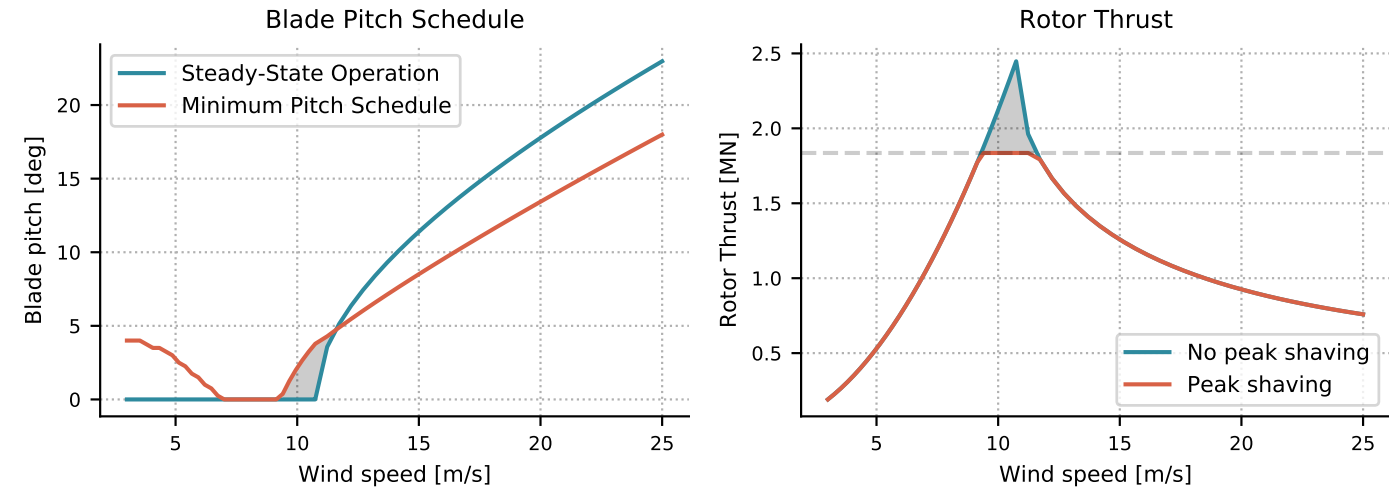 Blade Pitch Schedule
Steady-State Operation
Minimum Pitch Schedule
Blade pitch [deg]
20
15
10
5
0
5
10
15
20
25
Wind speed [m/s]
Rotor Thrust
Rotor Thrust [MN]
2.5
2.0
1.5
1.0
0.5
No peak shaving
Peak shaving
5
10
15
20
25
Wind speed [m/s]